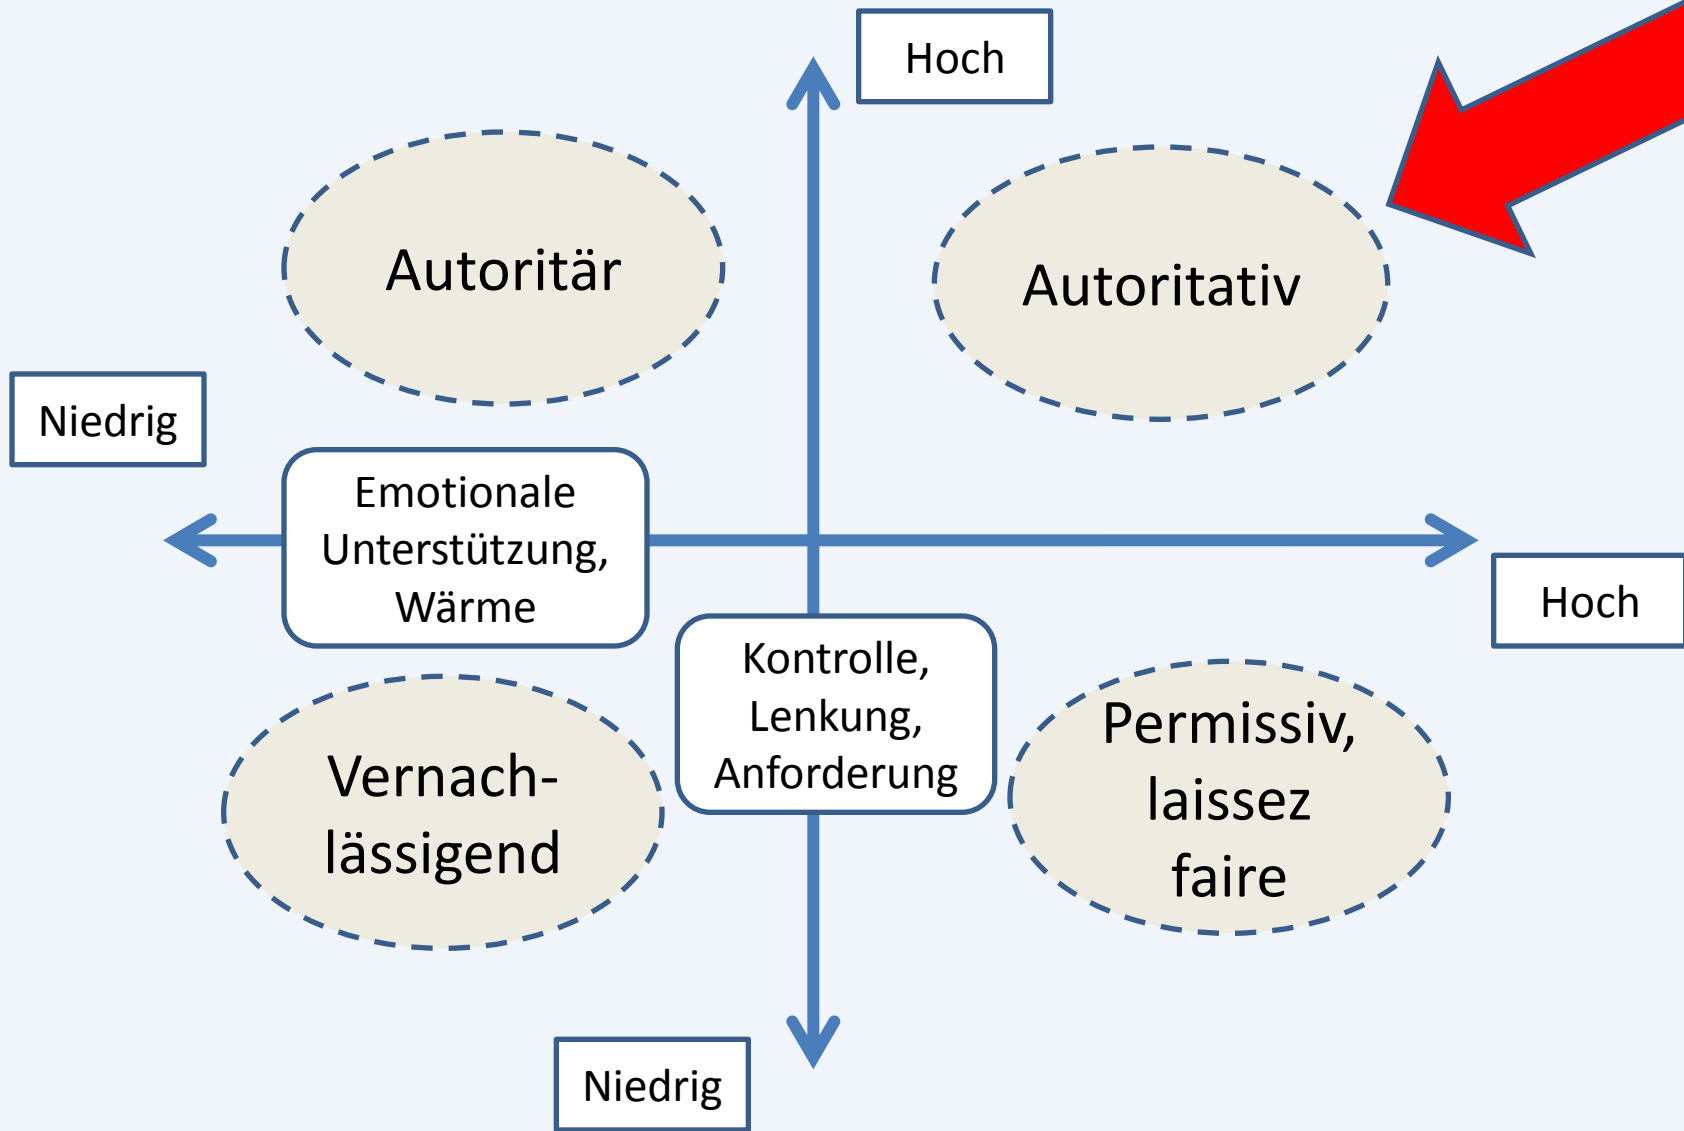 Hoch
Autoritär
Autoritativ
Niedrig
Emotionale
Unterstützung,
Wärme
Hoch
Kontrolle,
Lenkung,
Anforderung
Vernach-
lässigend
Permissiv,
laissez
faire
Niedrig